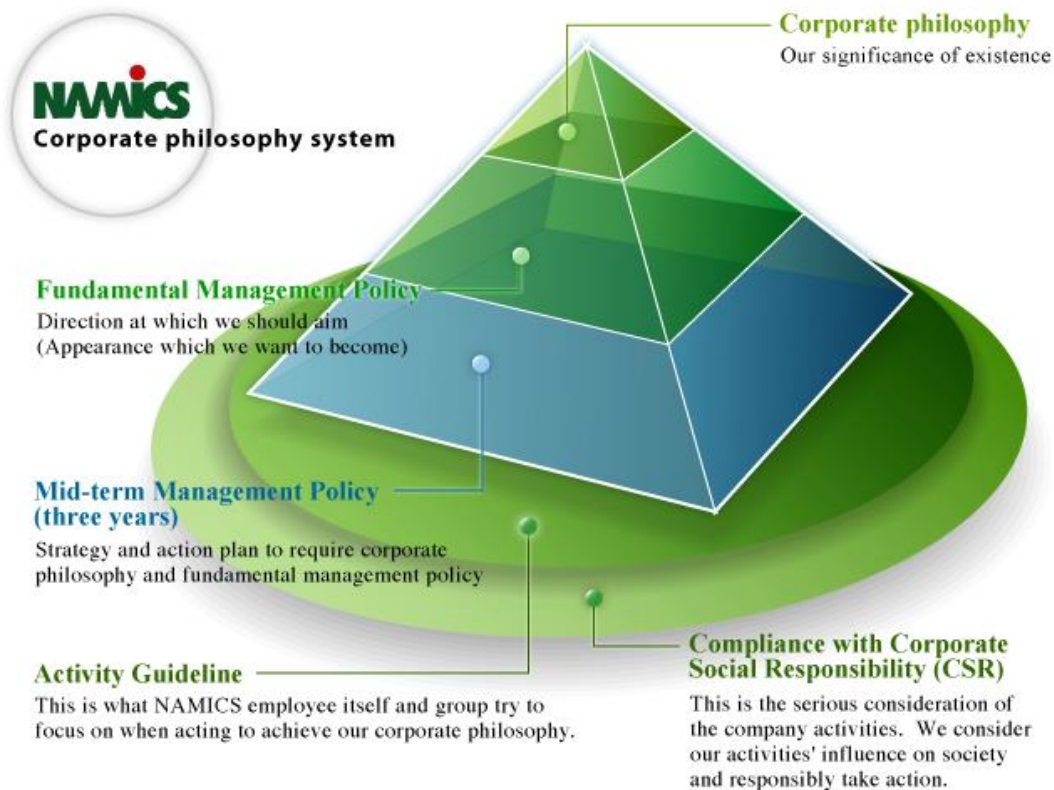 NAMICS
Corporate philosophy system
Corporate philosophy
Our significance of existence
Fundamental Management Policy
Direction at which we should aim
(Appearance which we want to become)
Mid-term Management Policy
(three years)
Strategy and action plan to require corporate
philosophy and fundamental management policy
Activity Guideline
This is what NAMICS employee itself and group try to
focus on when acting to achieve our corporate philosophy.
Compliance with Corporate
Social Responsibility (CSR)
This is the serious consideration of
the company activities.  We consider
our activities' influence on society
and responsibly take action.